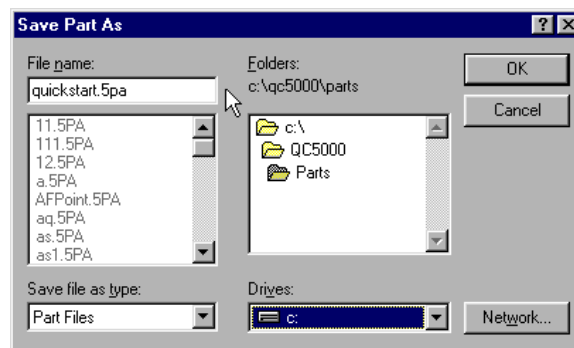 Save Part As
File name:
quickstart.5pa
11.5PA
111.5PA
12.5PA
a.5PA
AFPoint.5PA
aq.5PA
as.5PA
as1.5PA
Save file as type:
Part Files
Folders:
c:\qc5000\parts
c:\
QC5000
Parts
Drives:
c:
OK
Cancel
Network...